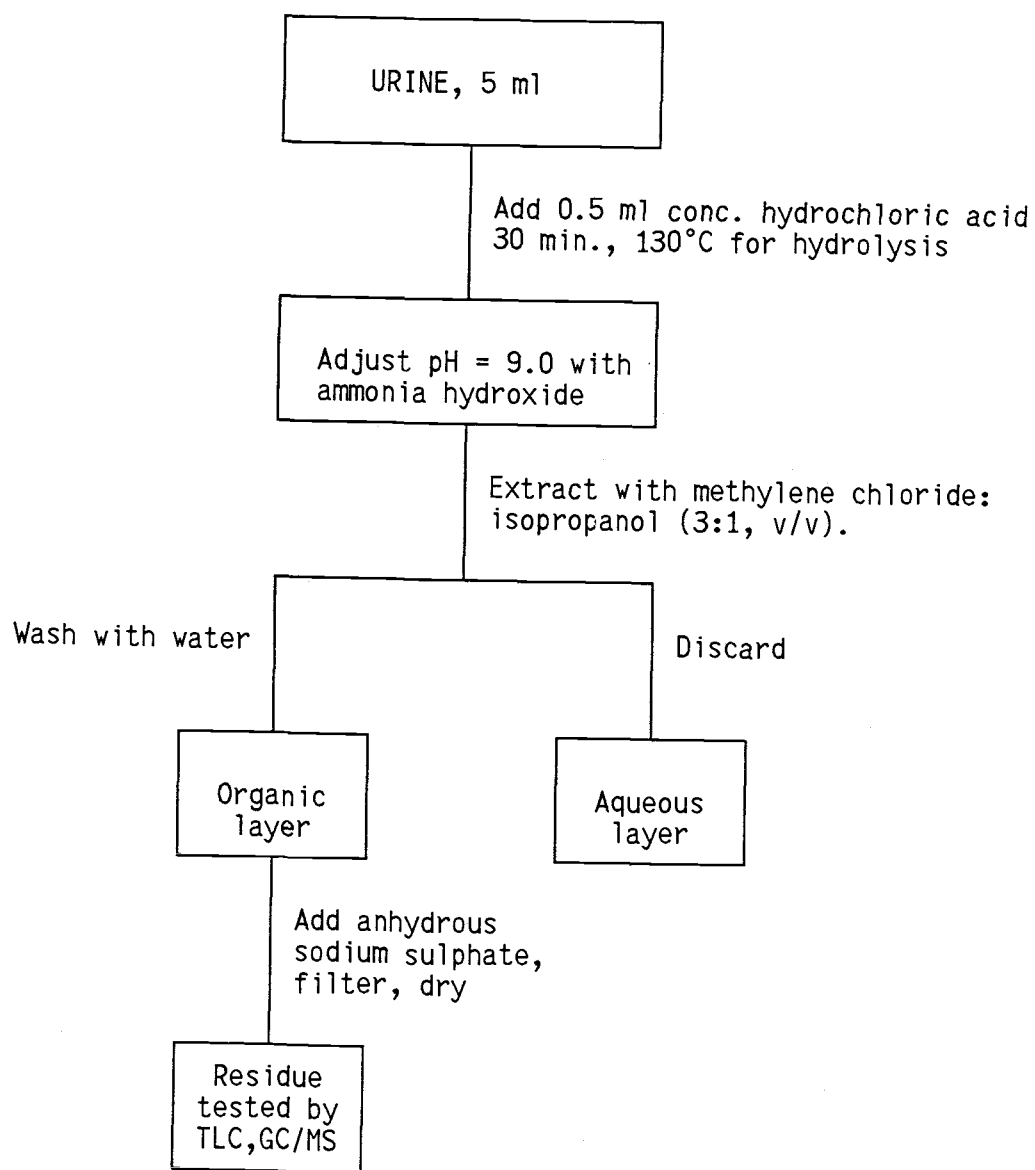 URINE, 5 ml
Add 0.5 ml conc. hydrochloric acid
30 min., 130°C for hydrolysis
Adjust pH = 9.0 with
ammonia hydroxide
Extract with methylene chloride:
isopropanol (3:1, v/v).
Wash with water
Discard
Organic
layer
Aqueous
layer
Add anhydrous
sodium sulphate,
filter, dry
Residue
tested by
TLC,GC/MS